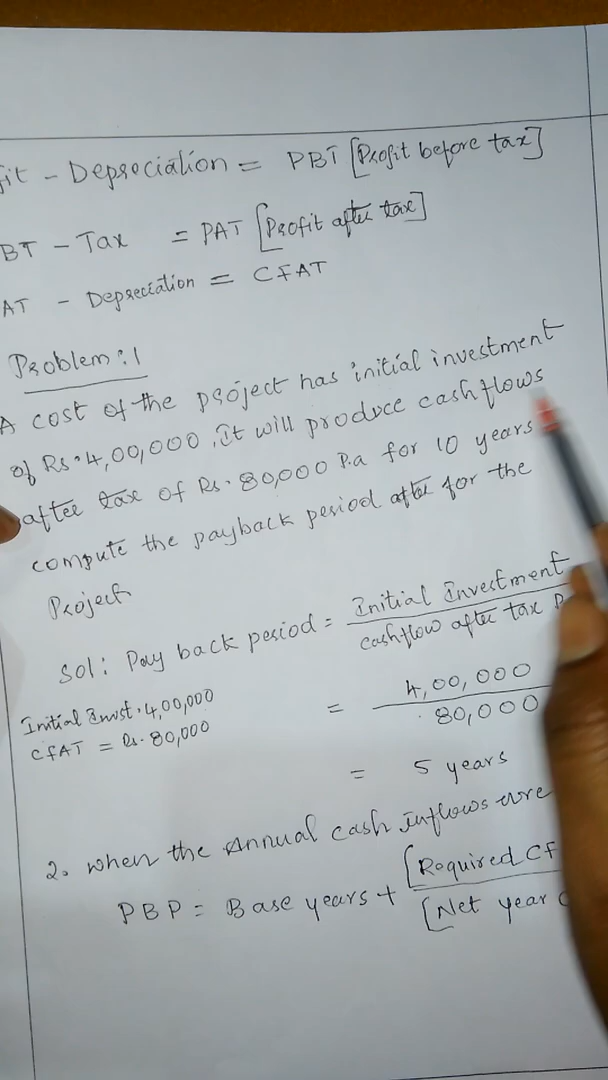 fit - Depreciation = PBT [Profit before tax]
BT - Tax = PAT [Profit after tax]
AT - Depreciation = CFAT
Problem:1
A cost of the project has initial investment
of Rs.4,00,000. It will produce cashflows
after tax of Rs.80,000 P.a for 10 years
compute the payback period after for the
Project
Sol: Pay back period = Initial Investment
cashflow after tax P
Initial Invst.4,00,000
CFAT = Rs.80,000
= 4,00,000
80,000
= 5 years
2. when the Annual cash inflows are
PBP = Base years + [Required CF
[Net year